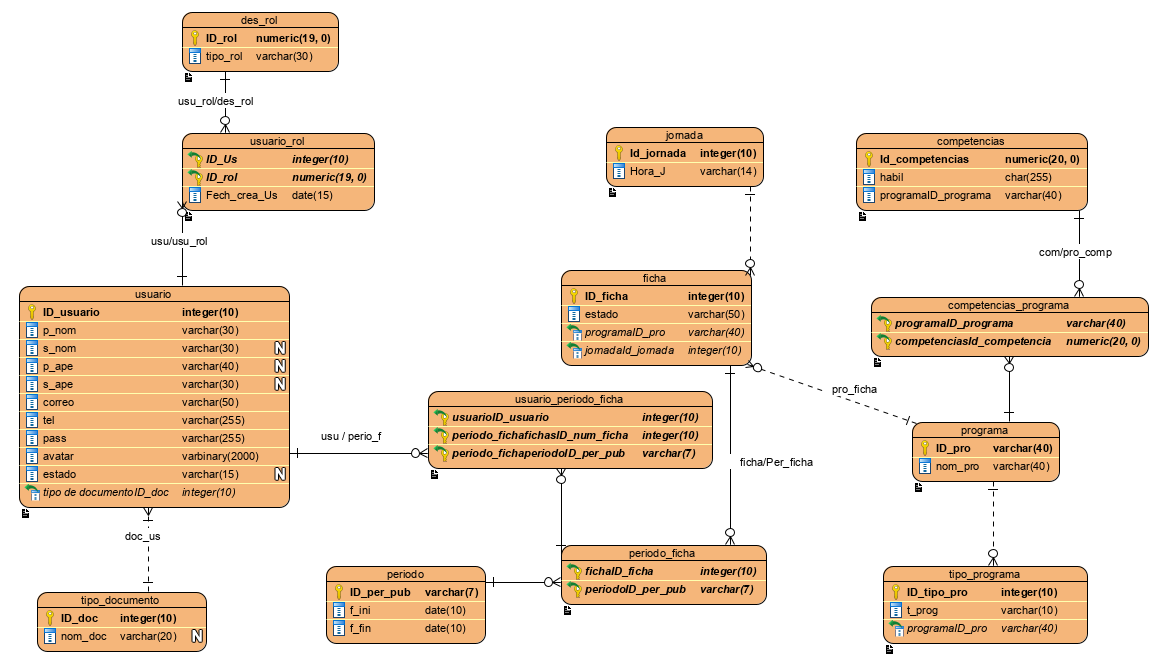 des_rol
ID_rol numeric(19, 0)
tipo_rol varchar(30)
usu_rol/des_rol
usuario_rol
ID_Us integer(10)
ID_rol numeric(19, 0)
Fech_crea_Us date(15)
usu/usu_rol
usuario
ID_usuario integer(10)
p_nom varchar(30)
s_nom varchar(30) N
p_ape varchar(40) N
s_ape varchar(30) N
correo varchar(50)
tel varchar(255)
pass varchar(255)
avatar varbinary(2000)
estado varchar(15) N
tipo de documentoID_doc integer(10)
doc_us
tipo_documento
ID_doc integer(10)
nom_doc varchar(20) N
jornada
Id_jornada integer(10)
Hora_J varchar(14)
ficha
ID_ficha integer(10)
estado varchar(50)
programaID_pro varchar(40)
jornadaId_jornada integer(10)
usuario_periodo_ficha
usuarioID_usuario integer(10)
periodo_fichafichasID_num_ficha integer(10)
periodo_fichaperiodoID_per_pub varchar(7)
usu / perio_f
ficha/Per_ficha
periodo_ficha
fichaID_ficha integer(10)
periodoID_per_pub varchar(7)
periodo
ID_per_pub varchar(7)
f_ini date(10)
f_fin date(10)
competencias
Id_competencias numeric(20, 0)
habil char(255)
programaID_programa varchar(40)
com/pro_comp
competencias_programa
programaID_programa varchar(40)
competenciasId_competencia numeric(20, 0)
pro_ficha
programa
ID_pro varchar(40)
nom_pro varchar(40)
tipo_programa
ID_tipo_pro integer(10)
t_prog varchar(10)
programaID_pro varchar(40)